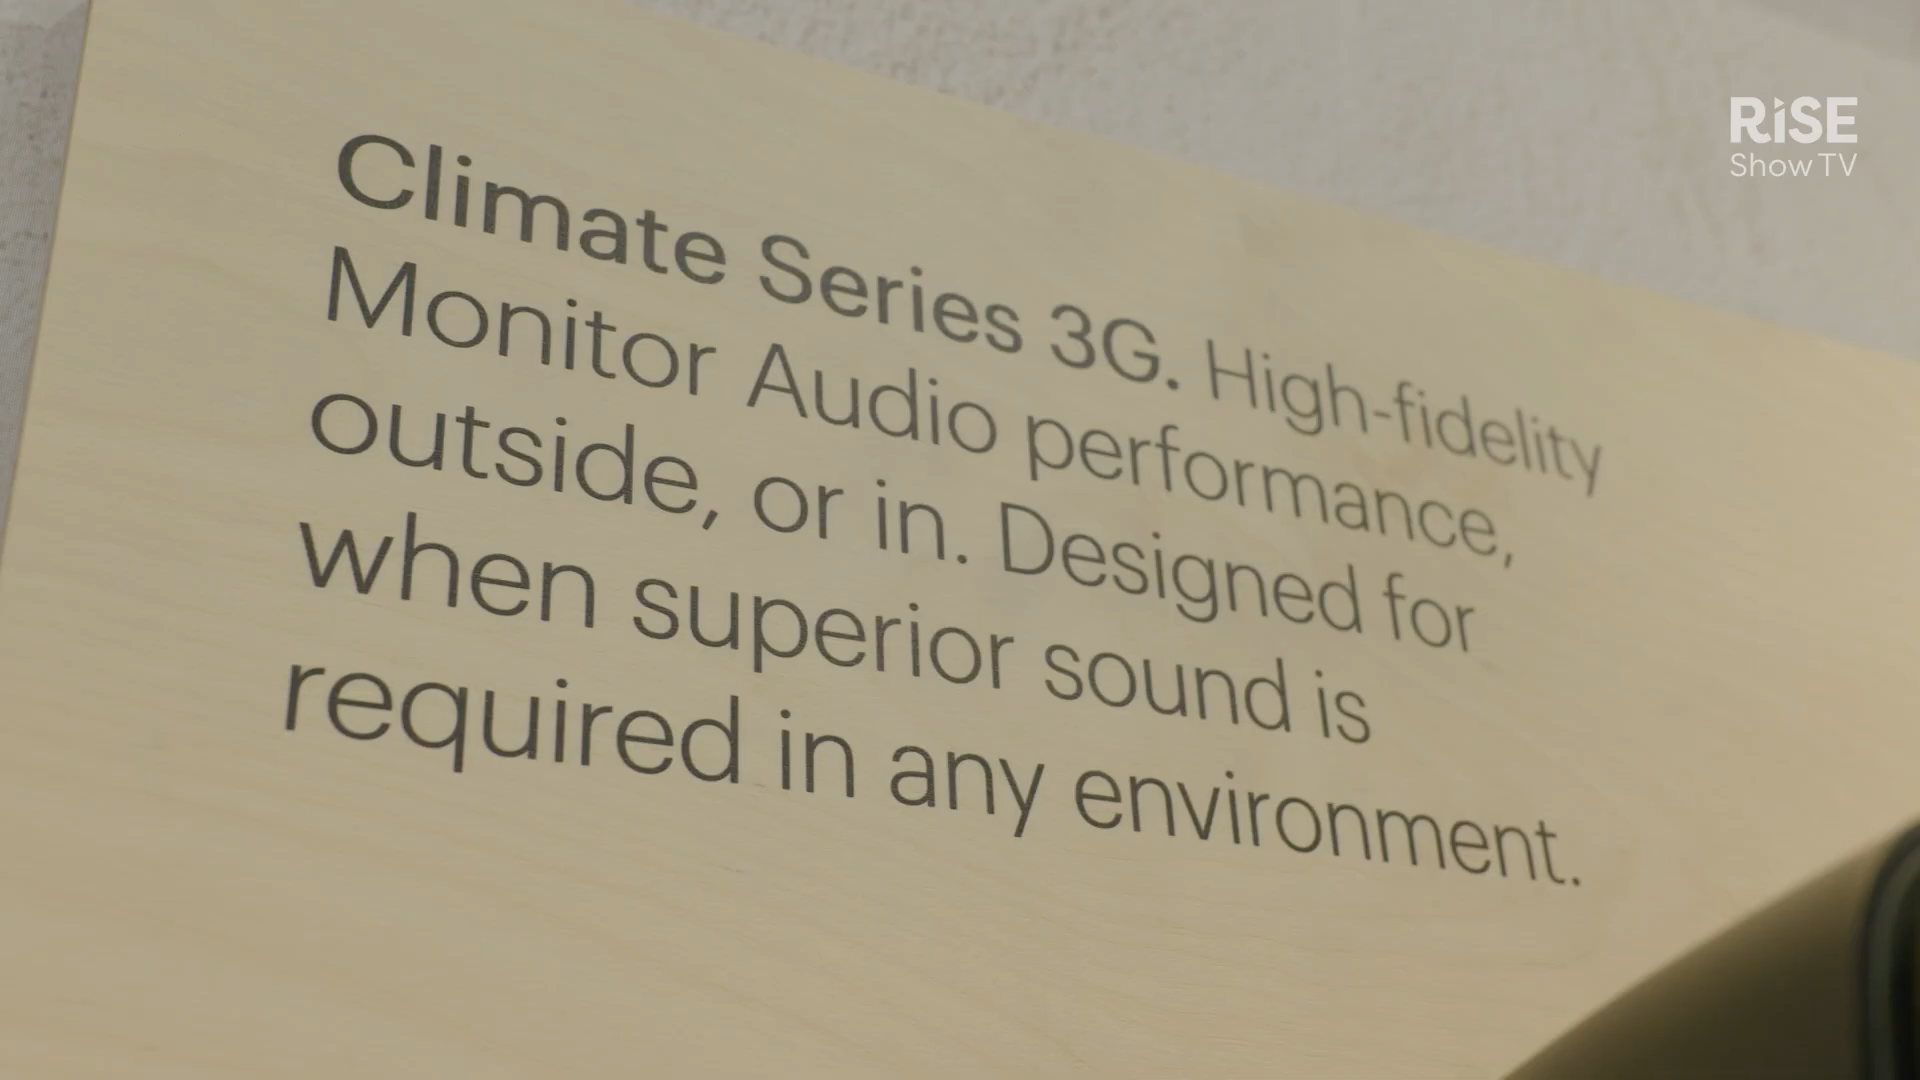 RiSE
Show TV
Climate Series 3G. High-fidelity
Monitor Audio performance,
outside, or in. Designed for
when superior sound is
required in any environment.